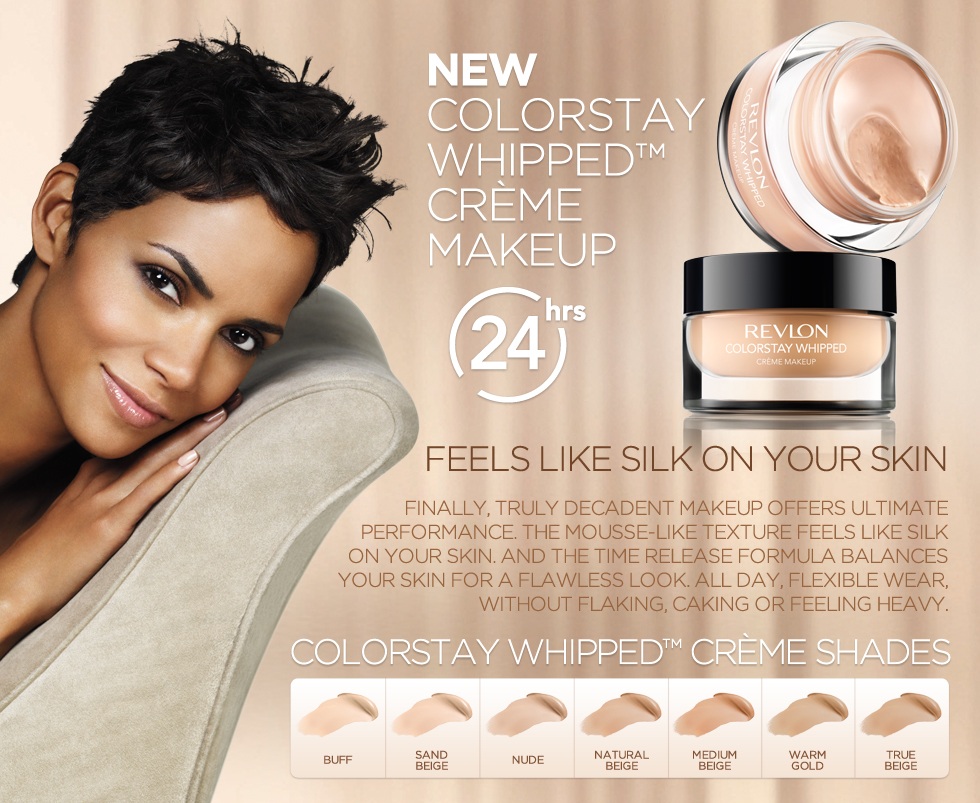 NEW
COLORSTAY
WHIPPED™
CRÈME
MAKEUP
24hrs
REVLON
COLORSTAY WHIPPED
CRÈME MAKEUP
REVLON
COLORSTAY WHIPPED
CRÈME MAKEUP
FEELS LIKE SILK ON YOUR SKIN
FINALLY, TRULY DECADENT MAKEUP OFFERS ULTIMATE
PERFORMANCE. THE MOUSSE-LIKE TEXTURE FEELS LIKE SILK
ON YOUR SKIN. AND THE TIME RELEASE FORMULA BALANCES
YOUR SKIN FOR A FLAWLESS LOOK. ALL DAY, FLEXIBLE WEAR,
WITHOUT FLAKING, CAKING OR FEELING HEAVY.
COLORSTAY WHIPPED™ CRÈME SHADES
BUFF
SAND
BEIGE
NUDE
NATURAL
BEIGE
MEDIUM
BEIGE
WARM
GOLD
TRUE
BEIGE